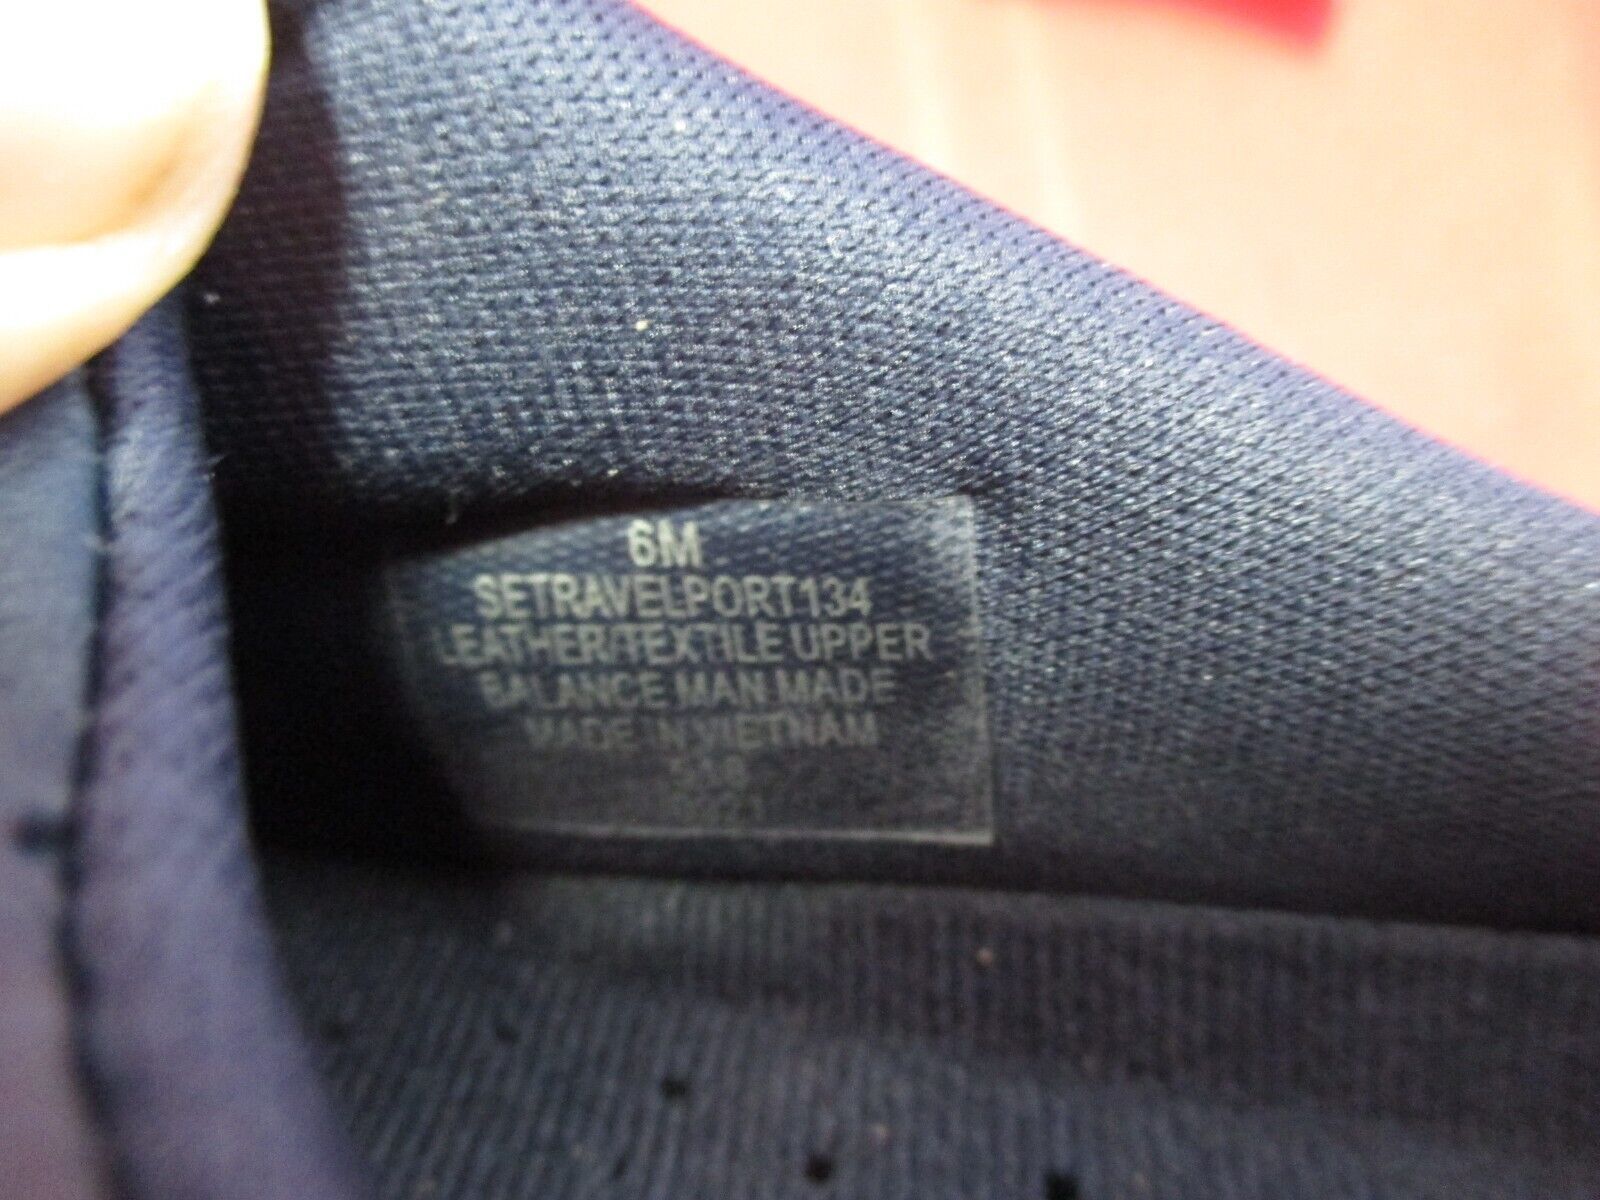 6M
SETRAVELPORT134
LEATHER/TEXTILE UPPER
BALANCE MAN MADE
MADE IN VIETNAM